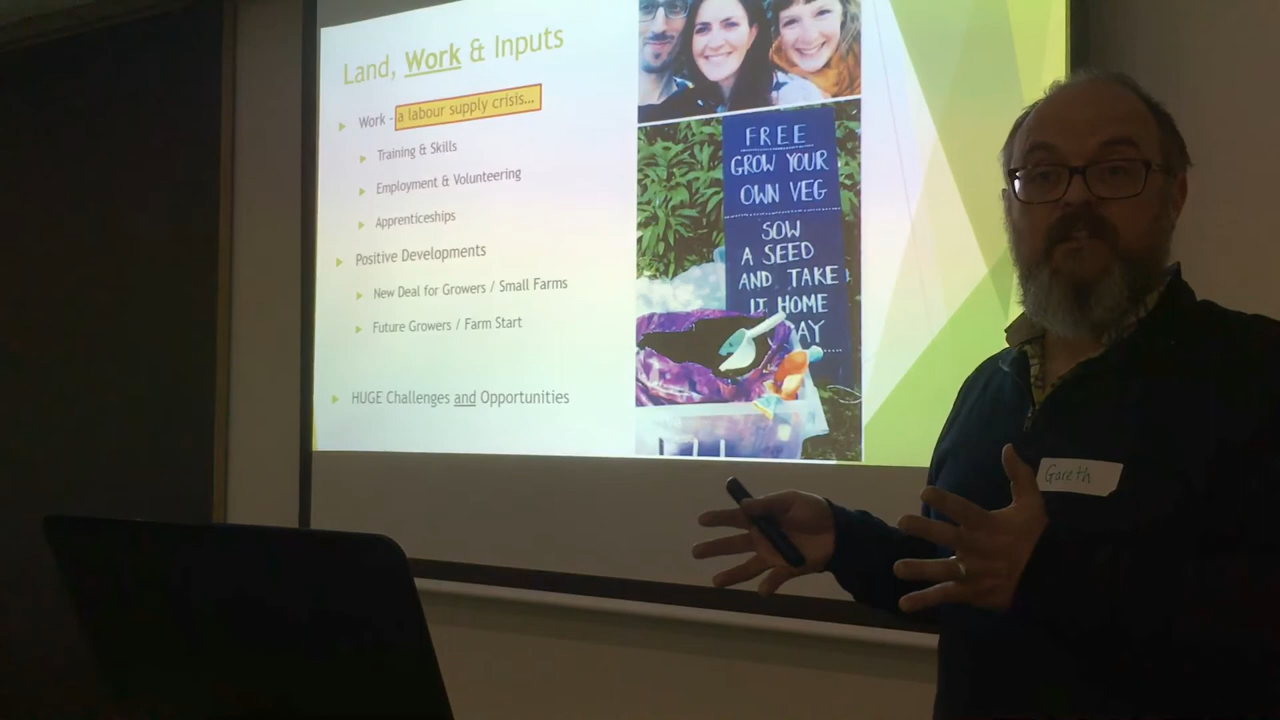 Land, Work & Inputs
Work - a labour supply crisis...
Training & Skills
Employment & Volunteering
Apprenticeships
Positive Developments
New Deal for Growers / Small Farms
Future Growers / Farm Start
HUGE Challenges and Opportunities
FREE
GROW YOUR
OWN VEG
SOW
A SEED
AND TAKE
IT HOME
Gareth